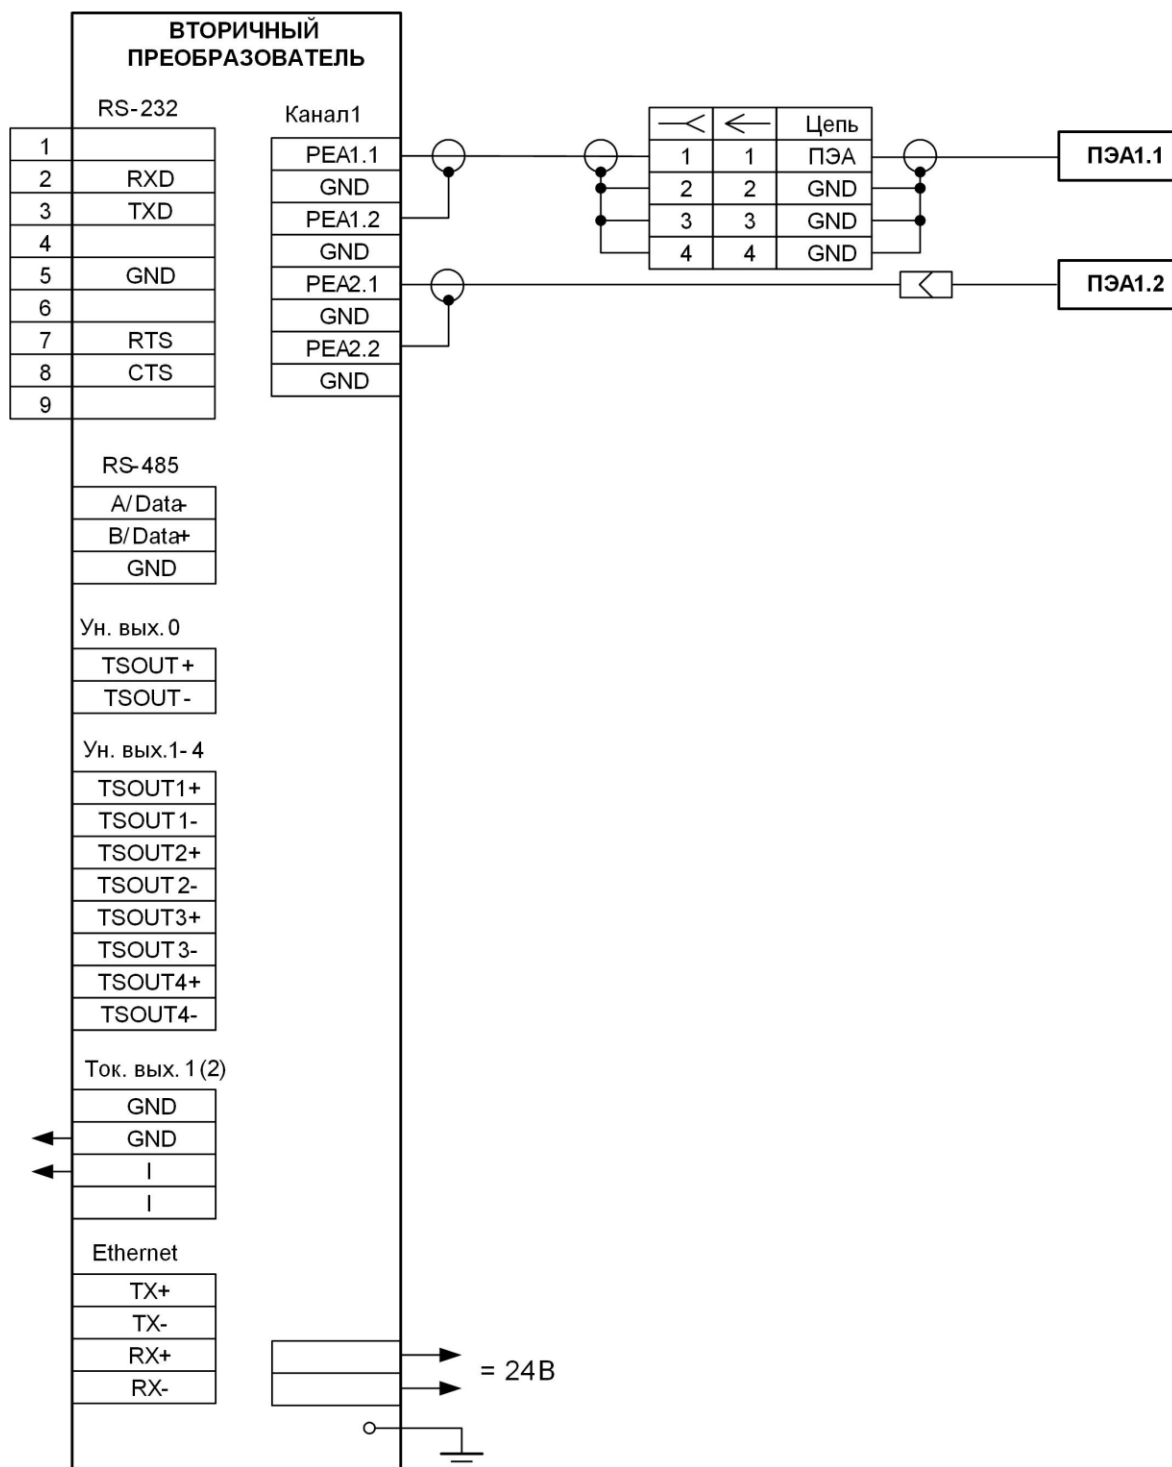 ВТОРИЧНЫЙ
ПРЕОБРАЗОВАТЕЛЬ
RS-232
1
2 RXD
3 TXD
4
5 GND
6
7 RTS
8 CTS
9
Канал1
PEA1.1
GND
PEA1.2
GND
PEA2.1
GND
PEA2.2
GND
Цепь
1 1 ПЭА
2 2 GND
3 3 GND
4 4 GND
ПЭА1.1
ПЭА1.2
RS-485
A/Data-
B/Data+
GND
Ун. вых. 0
TSOUT+
TSOUT-
Ун. вых.1-4
TSOUT1+
TSOUT1-
TSOUT2+
TSOUT2-
TSOUT3+
TSOUT3-
TSOUT4+
TSOUT4-
Ток. вых. 1(2)
GND
GND
I
I
Ethernet
TX+
TX-
RX+
RX-
= 24В